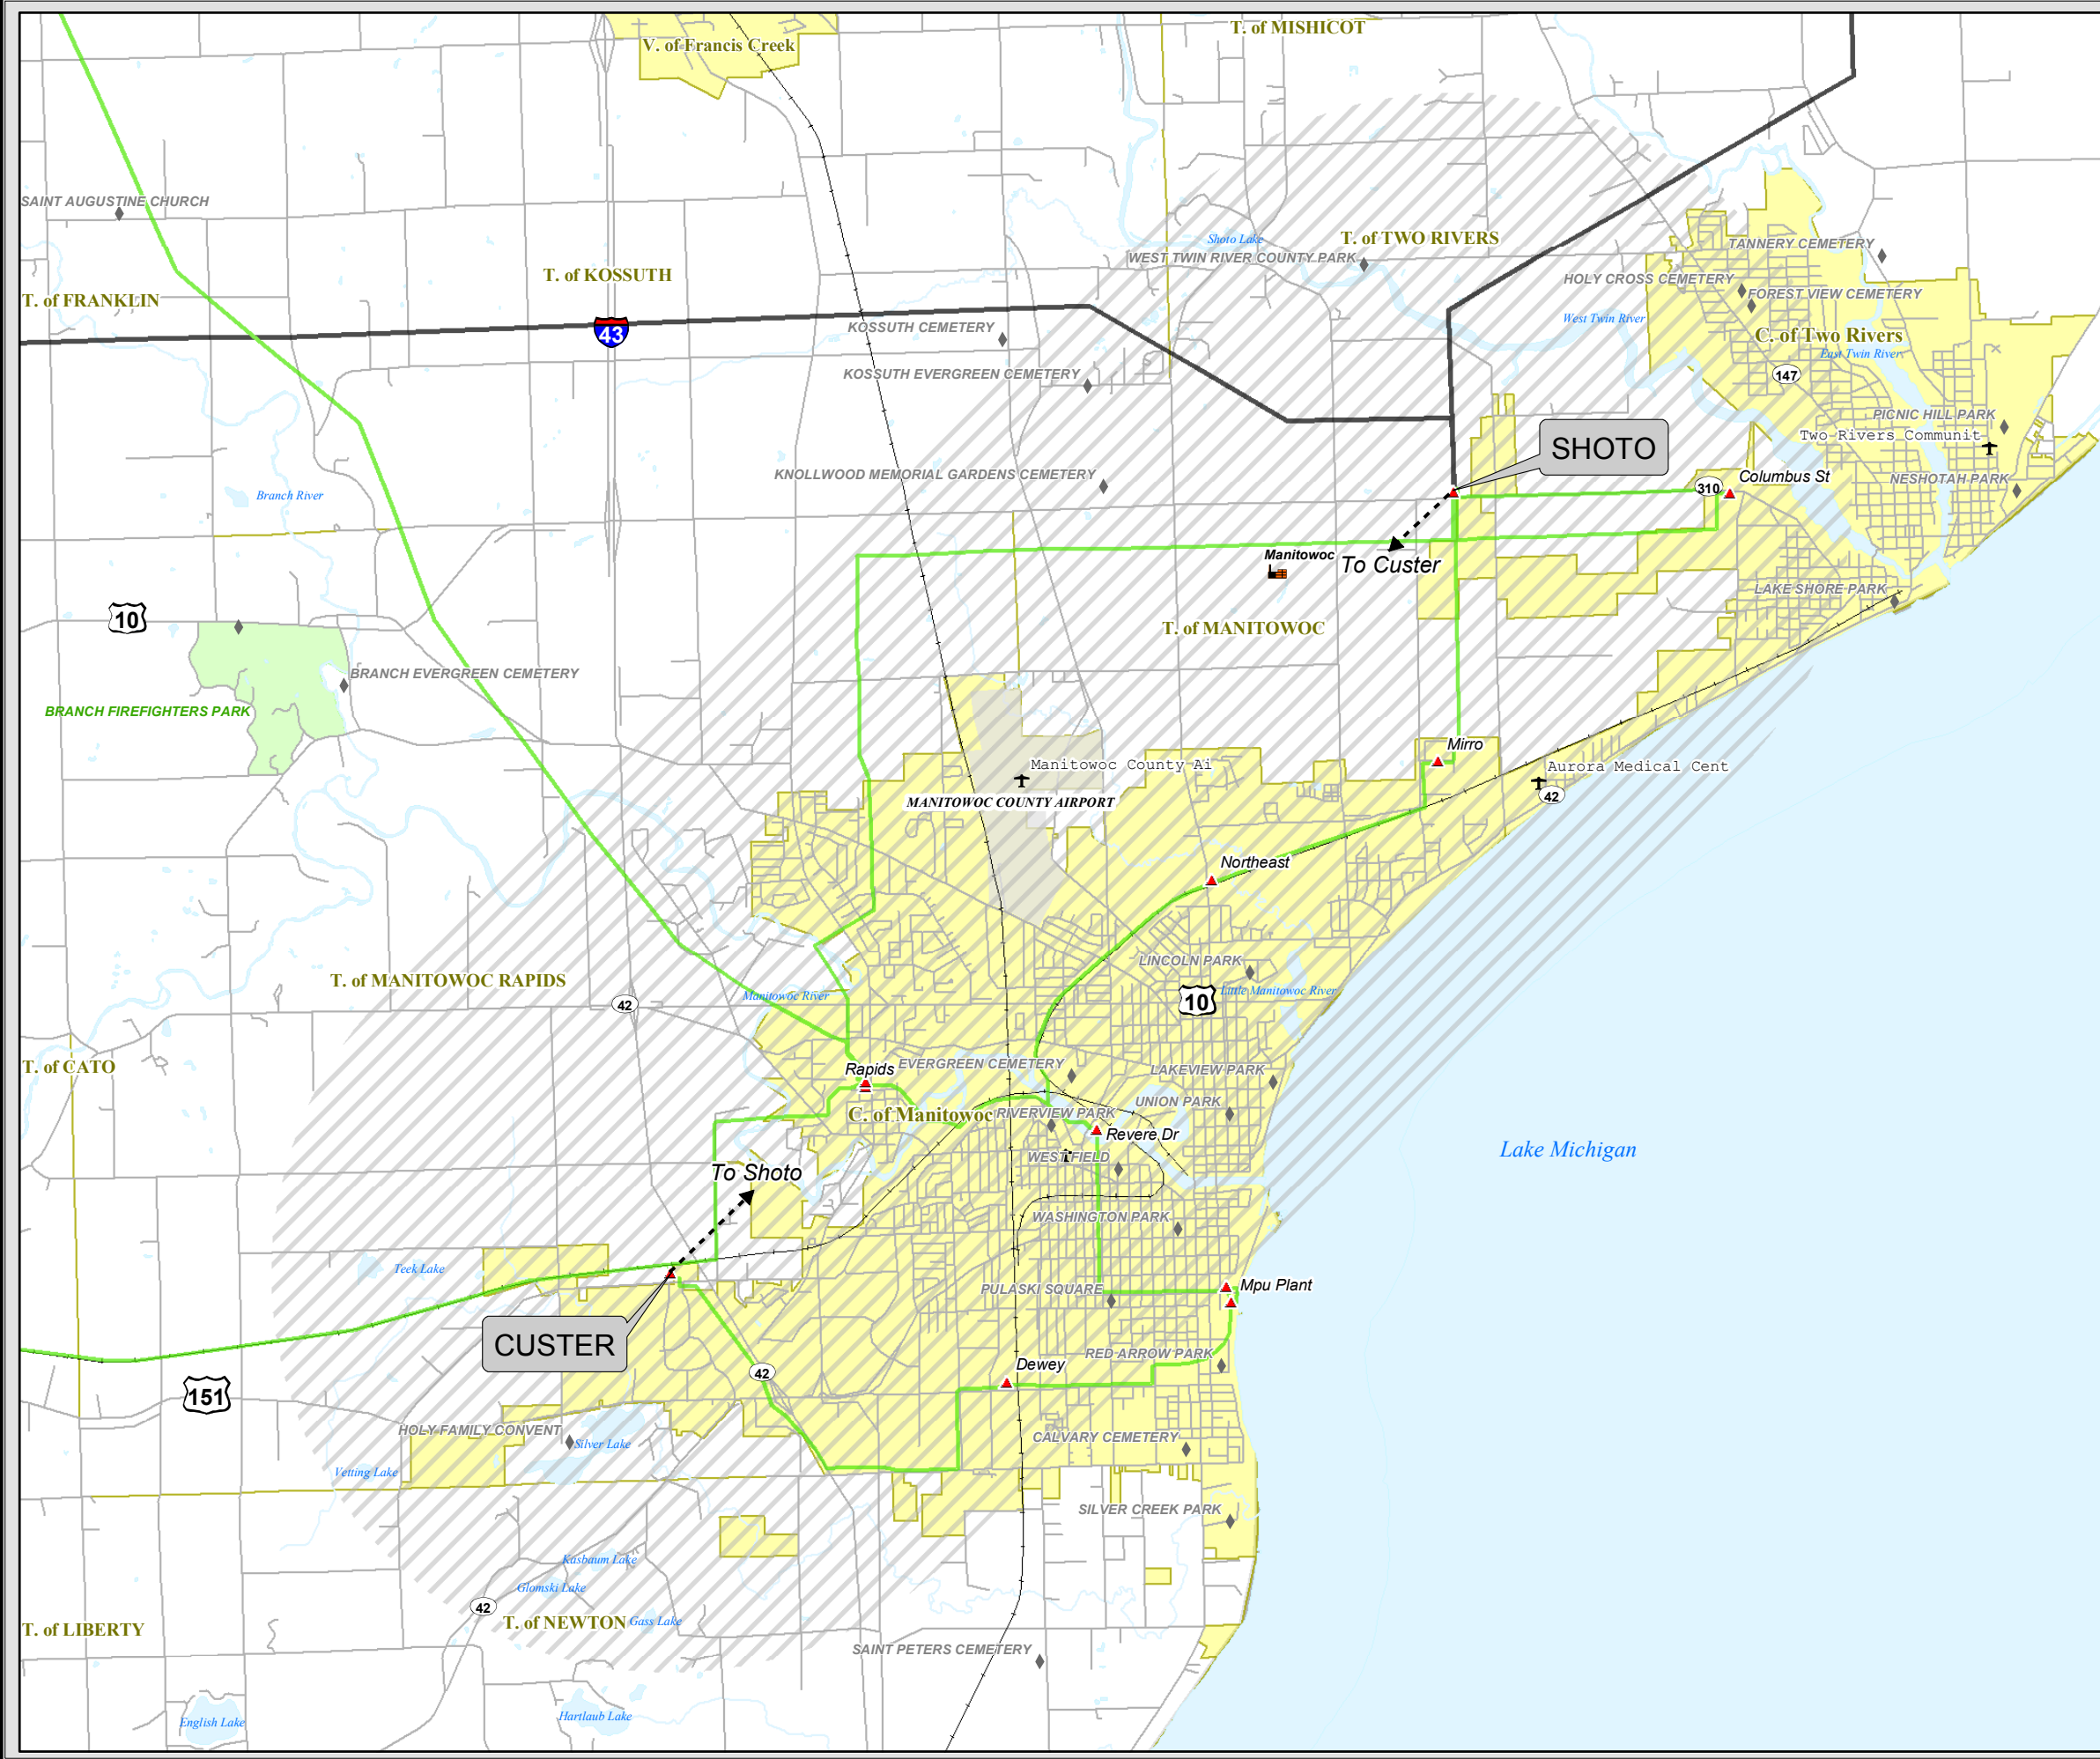 T. of MISHICOT
V. of Francis Creek
SAINT AUGUSTINE CHURCH
Shoto Lake
T. of TWO RIVERS
TANNERY CEMETERY
WEST TWIN RIVER COUNTY PARK
T. of KOSSUTH
HOLY CROSS CEMETERY
T. of FRANKLIN
FOREST VIEW CEMETERY
West Twin River
43
KOSSUTH CEMETERY
C. of Two Rivers
East Twin River
KOSSUTH EVERGREEN CEMETERY
147
PICNIC HILL PARK
Two Rivers Communit
SHOTO
KNOLLWOOD MEMORIAL GARDENS CEMETERY
Columbus St
NESHOTAH PARK
310
Branch River
Manitowoc
To Custer
LAKE SHORE PARK
10
T. of MANITOWOC
BRANCH EVERGREEN CEMETERY
BRANCH FIREFIGHTERS PARK
Mirro
Manitowoc County Ai
Aurora Medical Cent
42
MANITOWOC COUNTY AIRPORT
Northeast
LINCOLN PARK
T. of MANITOWOC RAPIDS
Manitowoc River
Little Manitowoc River
10
42
T. of CATO
EVERGREEN CEMETERY
Rapids
LAKEVIEW PARK
UNION PARK
C. of Manitowoc
RIVERVIEW PARK
Revere Dr
Lake Michigan
WESTFIELD
To Shoto
WASHINGTON PARK
Teek Lake
PULASKI SQUARE
Mpu Plant
CUSTER
RED ARROW PARK
Dewey
42
151
HOLY FAMILY CONVENT
Silver Lake
CALVARY CEMETERY
Vetting Lake
SILVER CREEK PARK
Kasbaum Lake
Glomski Lake
42
T. of NEWTON
Gass Lake
T. of LIBERTY
SAINT PETERS CEMETERY
English Lake
Hartlaub Lake